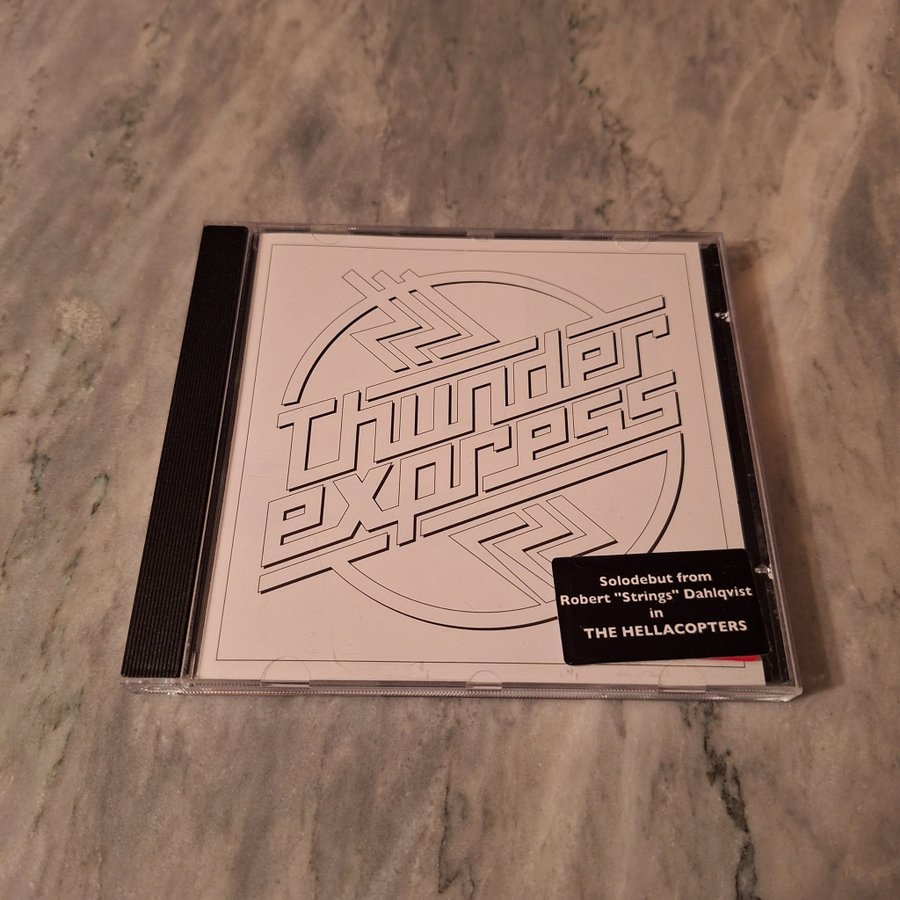 Thunder
express
Solodebut from
Robert "Strings" Dahlqvist
in
THE HELLACOPTERS